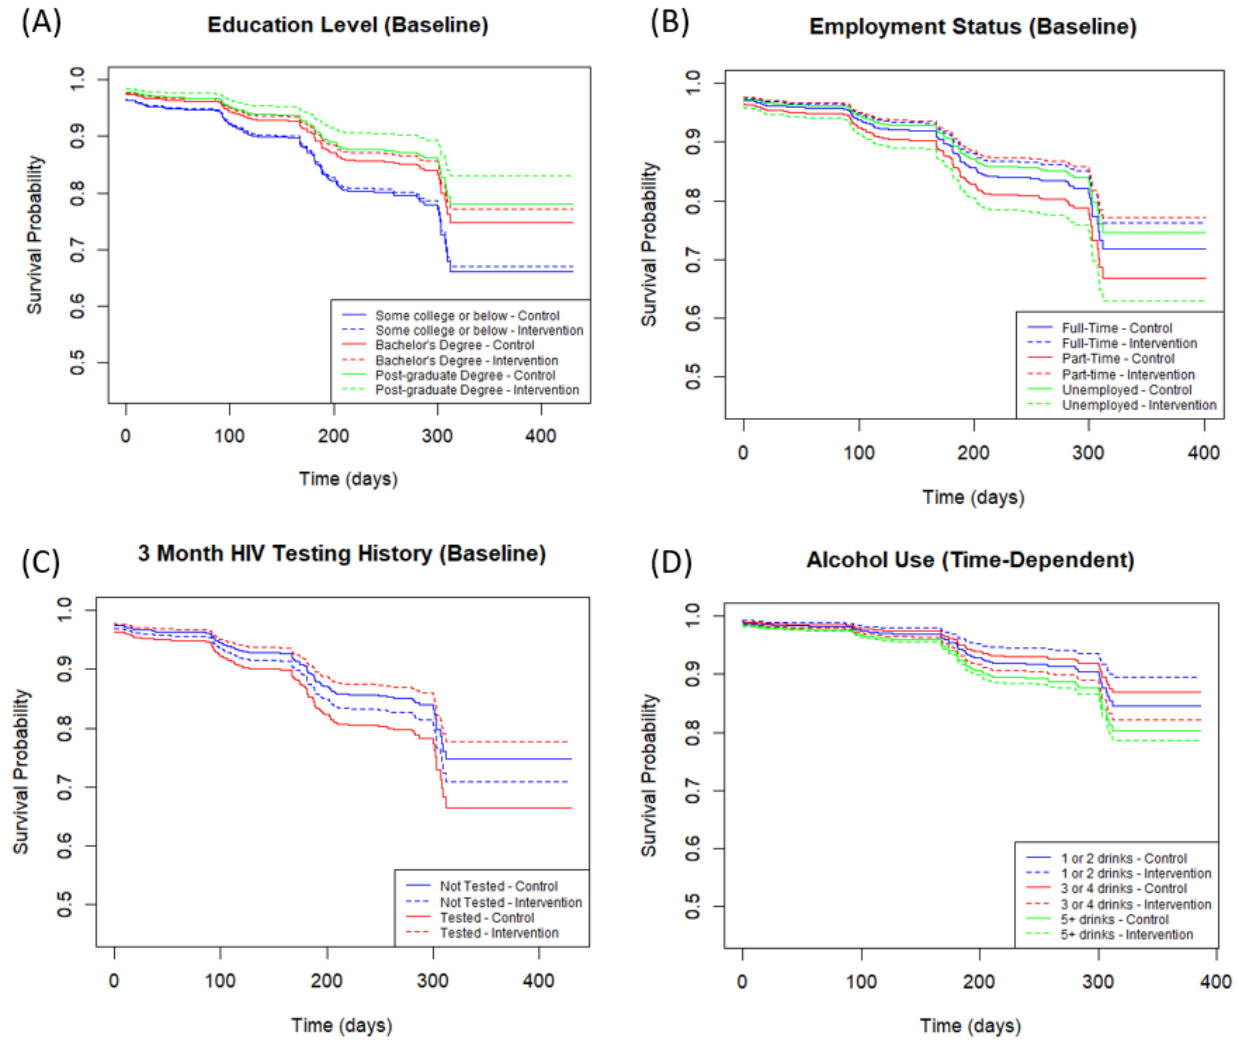 (A)
Education Level (Baseline)
Survival Probability
1.0
0.9
0.8
0.7
0.6
0.5
Some college or below - Control
Some college or below - Intervention
Bachelor's Degree - Control
Bachelor's Degree - Intervention
Post-graduate Degree - Control
Post-graduate Degree - Intervention
0 100 200 300 400
Time (days)
(B)
Employment Status (Baseline)
Survival Probability
1.0
0.9
0.8
0.7
0.6
0.5
Full-Time - Control
Full-Time - Intervention
Part-Time - Control
Part-time - Intervention
Unemployed - Control
Unemployed - Intervention
0 100 200 300 400
Time (days)
(C)
3 Month HIV Testing History (Baseline)
Survival Probability
1.0
0.9
0.8
0.7
0.6
0.5
Not Tested - Control
Not Tested - Intervention
Tested - Control
Tested - Intervention
0 100 200 300 400
Time (days)
(D)
Alcohol Use (Time-Dependent)
Survival Probability
1.0
0.9
0.8
0.7
0.6
0.5
1 or 2 drinks - Control
1 or 2 drinks - Intervention
3 or 4 drinks - Control
3 or 4 drinks - Intervention
5+ drinks - Control
5+ drinks - Intervention
0 100 200 300 400
Time (days)